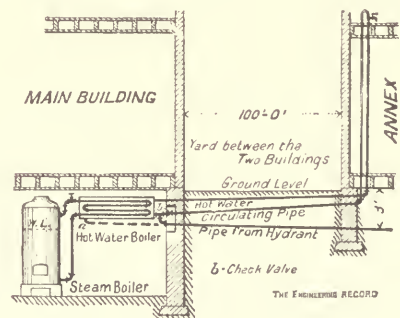 MAIN BUILDING
100'-0"
ANNEX
Yard between the
Two Buildings
Ground Level
Hot Water
Circulating Pipe
Pipe from Hydrant
3'
W.L.
a
b
Hot Water Boiler
Steam Boiler
b-Check Valve
THE ENGINEERING RECORD